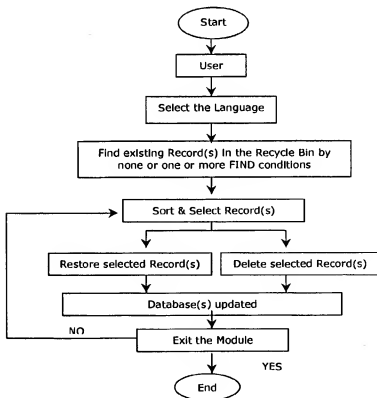 Start
User
Select the Language
Find existing Record(s) in the Recycle Bin by
none or one or more FIND conditions
Sort & Select Record(s)
Restore selected Record(s)
Delete selected Record(s)
Database(s) updated
NO
Exit the Module
YES
End